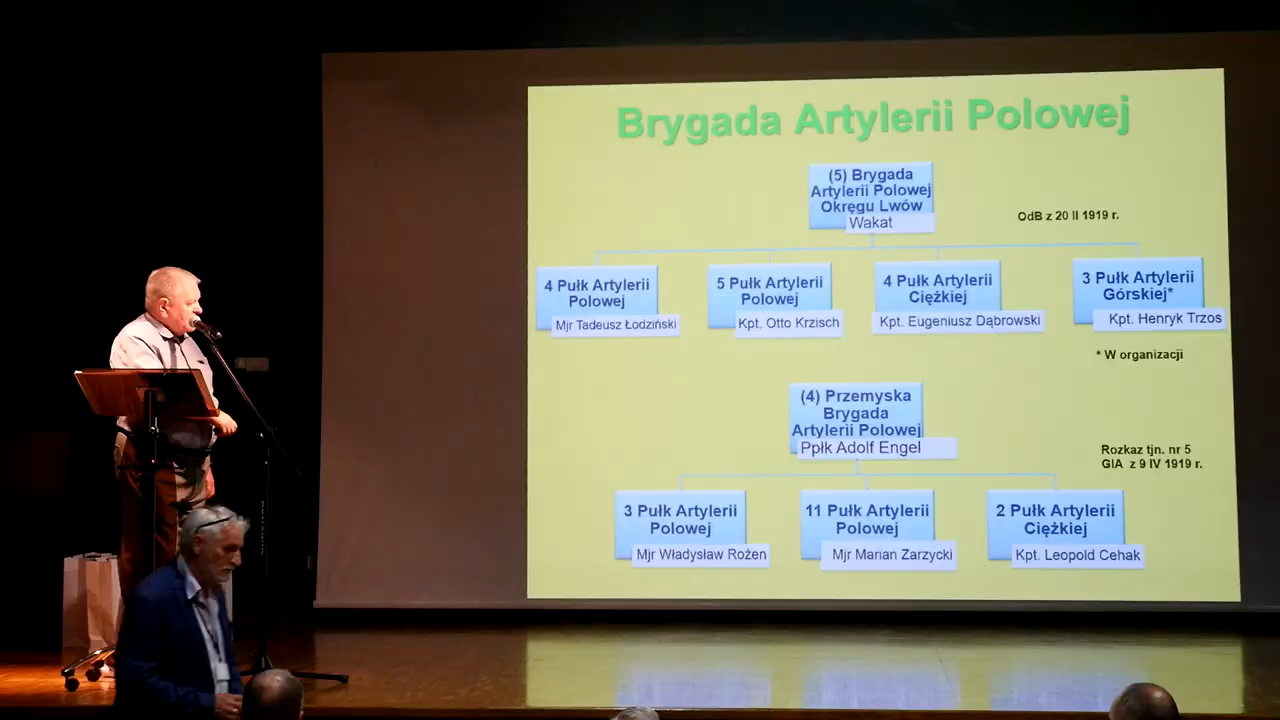 Brygada Artylerii Polowej
(5) Brygada
Artylerii Polowej
Okręgu Lwów
Wakat
OdB z 20 II 1919 r.
4 Pułk Artylerii
Polowej
Mjr Tadeusz Łodziński
5 Pułk Artylerii
Polowej
Kpt. Otto Krzisch
4 Pułk Artylerii
Ciężkiej
Kpt. Eugeniusz Dąbrowski
3 Pułk Artylerii
Górskiej*
Kpt. Henryk Trzos
* W organizacji
(4) Przemyska
Brygada
Artylerii Polowej
Ppłk Adolf Engel
Rozkaz tjn. nr 5
GIA z 9 IV 1919 r.
3 Pułk Artylerii
Polowej
Mjr Władysław Rożen
11 Pułk Artylerii
Polowej
Mjr Marian Zarzycki
2 Pułk Artylerii
Ciężkiej
Kpt. Leopold Cehak